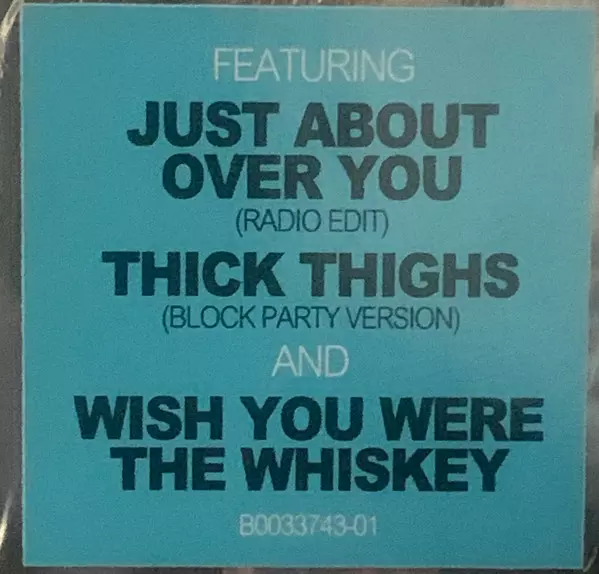 FEATURING
JUST ABOUT
OVER YOU
(RADIO EDIT)
THICK THIGHS
(BLOCK PARTY VERSION)
AND
WISH YOU WERE
THE WHISKEY
B0033743-01